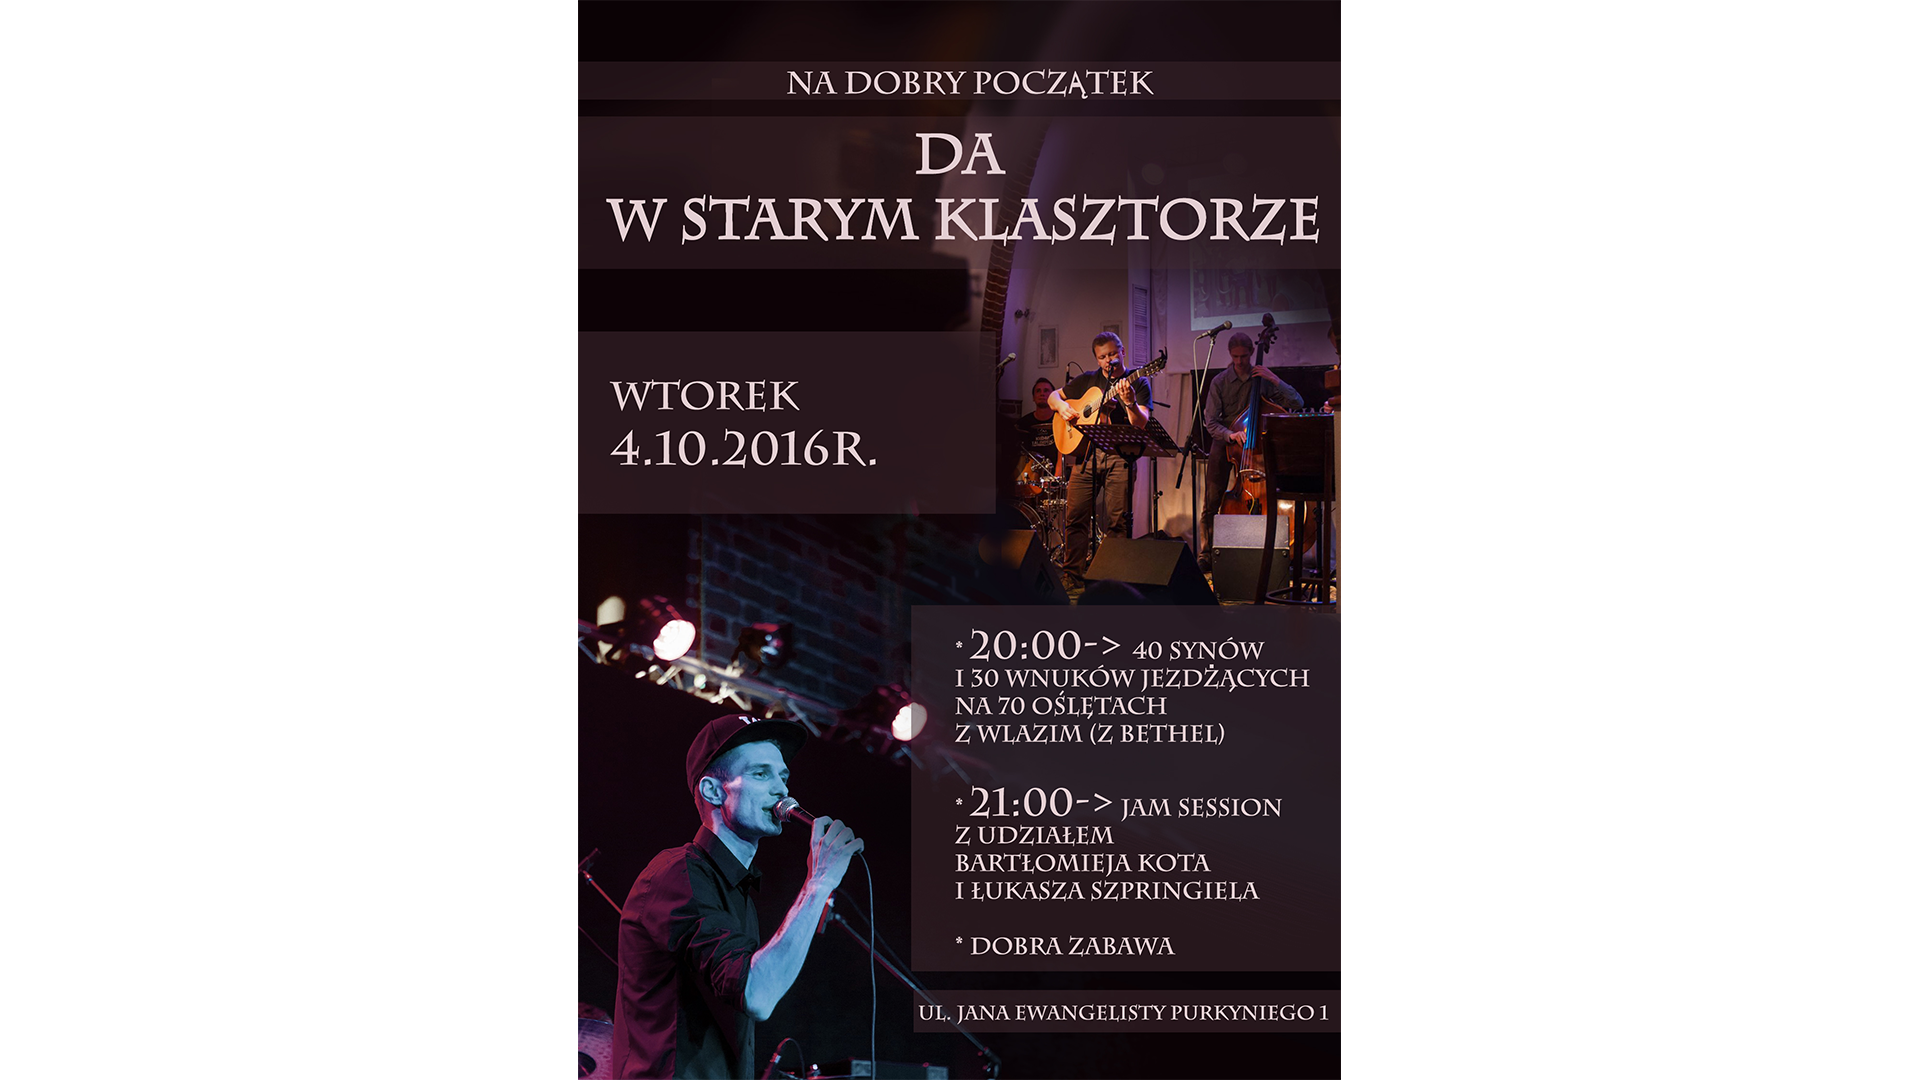 NA DOBRY POCZĄTEK
DA
W STARYM KLASZTORZE
WTOREK
4.10.2016R.
* 20:00-> 40 SYNÓW
I 30 WNUKÓW JEZDŻĄCYCH
NA 70 OŚLĘTACH
Z WLAZIM (Z BETHEL)
* 21:00-> JAM SESSION
Z UDZIAŁEM
BARTŁOMIEJA KOTA
I ŁUKASZA SZPRINGIELA
* DOBRA ZABAWA
UL. JANA EWANGELISTY PURKYNIEGO 1